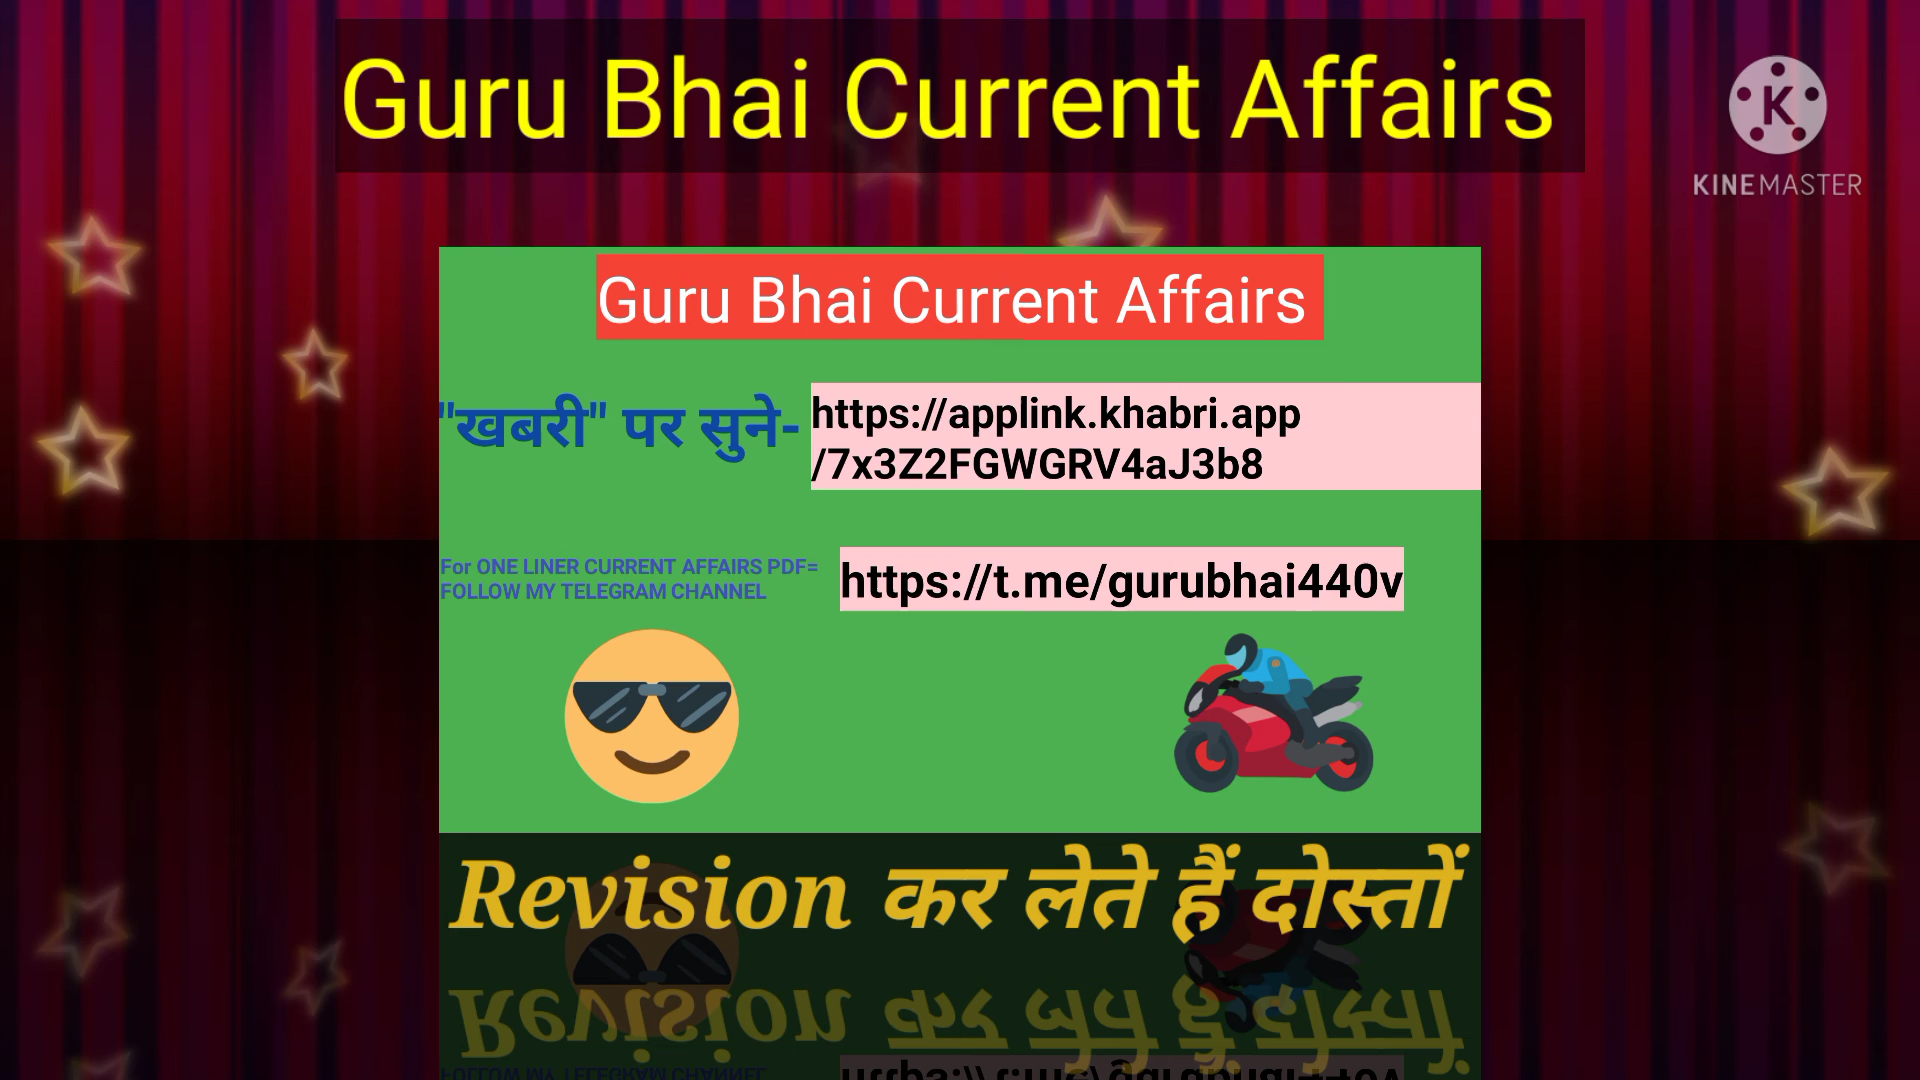 Guru Bhai Current Affairs
K
KINEMASTER
Guru Bhai Current Affairs
"खबरी" पर सुने-
https://applink.khabri.app
/7x3Z2FGWGRV4aJ3b8
For ONE LINER CURRENT AFFAIRS PDF=
FOLLOW MY TELEGRAM CHANNEL
https://t.me/gurubhai440v
Revision कर लेते हैं दोस्तों